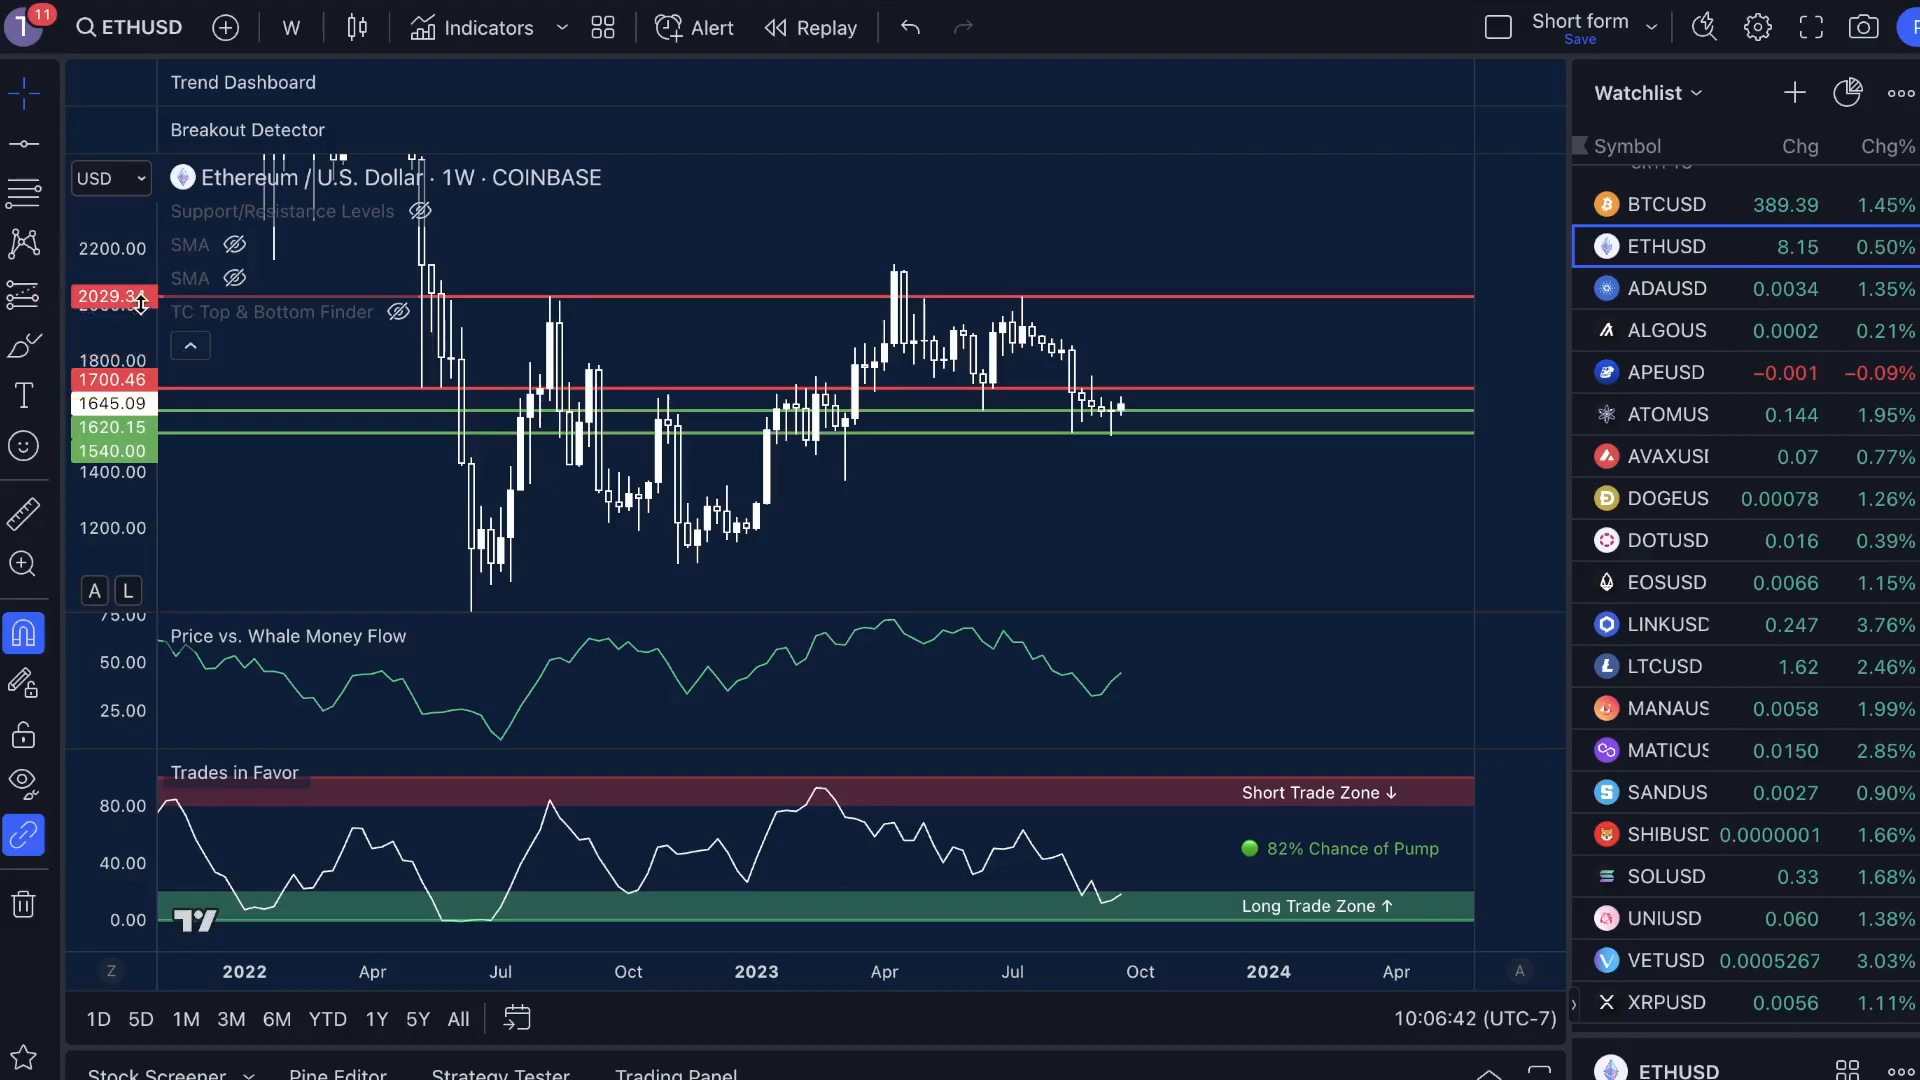 T
11
ETHUSD
W
Indicators
Alert
Replay
Short form
Save
Trend Dashboard
Breakout Detector
USD
Ethereum / U.S. Dollar · 1W · COINBASE
Support/Resistance Levels
SMA
SMA
TC Top & Bottom Finder
2200.00
2029.34
1800.00
1700.46
1645.09
1620.15
1540.00
1400.00
1200.00
A
L
75.00
Price vs. Whale Money Flow
50.00
25.00
Trades in Favor
80.00
Short Trade Zone ↓
82% Chance of Pump
40.00
Long Trade Zone ↑
0.00
Z
2022
Apr
Jul
Oct
2023
Apr
Jul
Oct
2024
Apr
A
1D 5D 1M 3M 6M YTD 1Y 5Y All
10:06:42 (UTC-7)
Stock Screener
Pine Editor
Strategy Tester
Trading Panel
Watchlist
Symbol Chg Chg%
BTCUSD 389.39 1.45%
ETHUSD 8.15 0.50%
ADAUSD 0.0034 1.35%
ALGOUS 0.0002 0.21%
APEUSD −0.001 −0.09%
ATOMUS 0.144 1.95%
AVAXUSI 0.07 0.77%
DOGEUS 0.00078 1.26%
DOTUSD 0.016 0.39%
EOSUSD 0.0066 1.15%
LINKUSD 0.247 3.76%
LTCUSD 1.62 2.46%
MANAUS 0.0058 1.99%
MATICUS 0.0150 2.85%
SANDUS 0.0027 0.90%
SHIBUSD 0.0000001 1.66%
SOLUSD 0.33 1.68%
UNIUSD 0.060 1.38%
VETUSD 0.0005267 3.03%
XRPUSD 0.0056 1.11%
ETHUSD